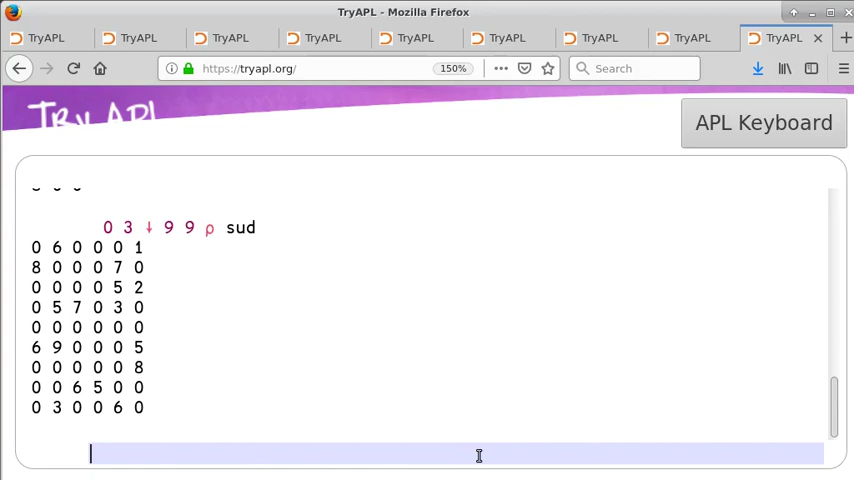 TryAPL - Mozilla Firefox
TryAPL TryAPL TryAPL TryAPL TryAPL TryAPL TryAPL TryAPL TryAPL
https://tryapl.org/ 150% Search
TRY APL
APL Keyboard
0 3 ↓ 9 9 ⍴ sud
0 6 0 0 0 1
8 0 0 0 7 0
0 0 0 0 5 2
0 5 7 0 3 0
0 0 0 0 0 0
6 9 0 0 0 5
0 0 0 0 0 8
0 0 6 5 0 0
0 3 0 0 6 0